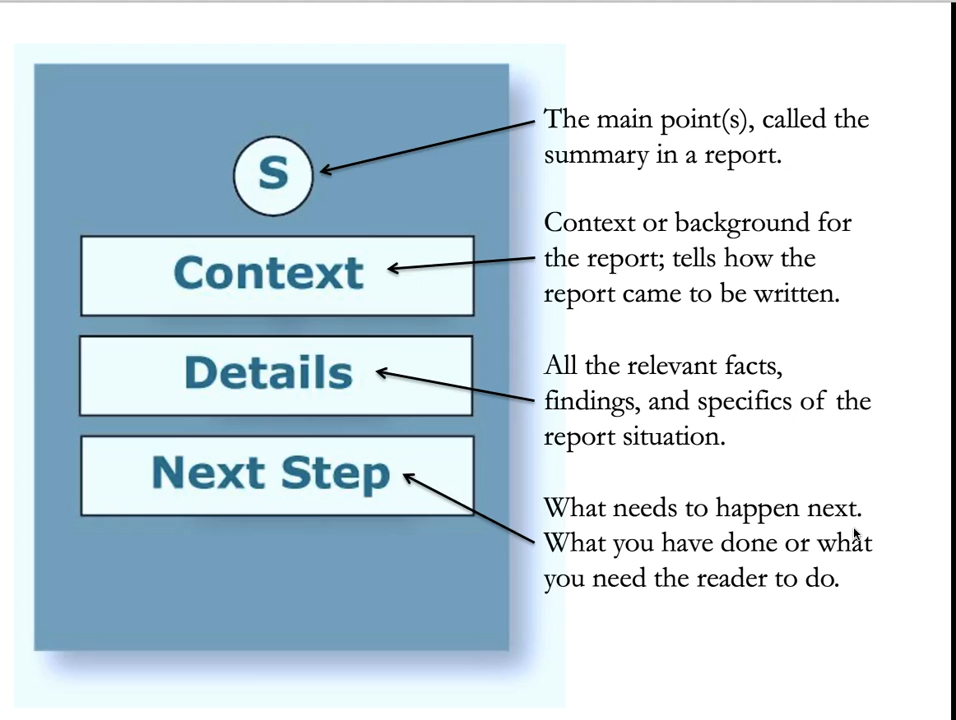 S
The main point(s), called the
summary in a report.
Context
Context or background for
the report; tells how the
report came to be written.
Details
All the relevant facts,
findings, and specifics of the
report situation.
Next Step
What needs to happen next.
What you have done or what
you need the reader to do.